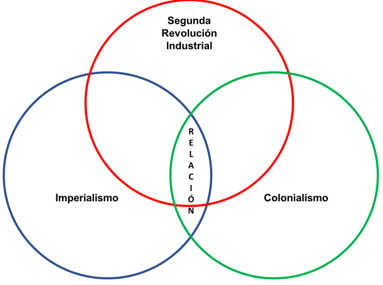 Segunda
Revolución
Industrial
R
E
L
A
C
I
Ó
N
Imperialismo
Colonialismo